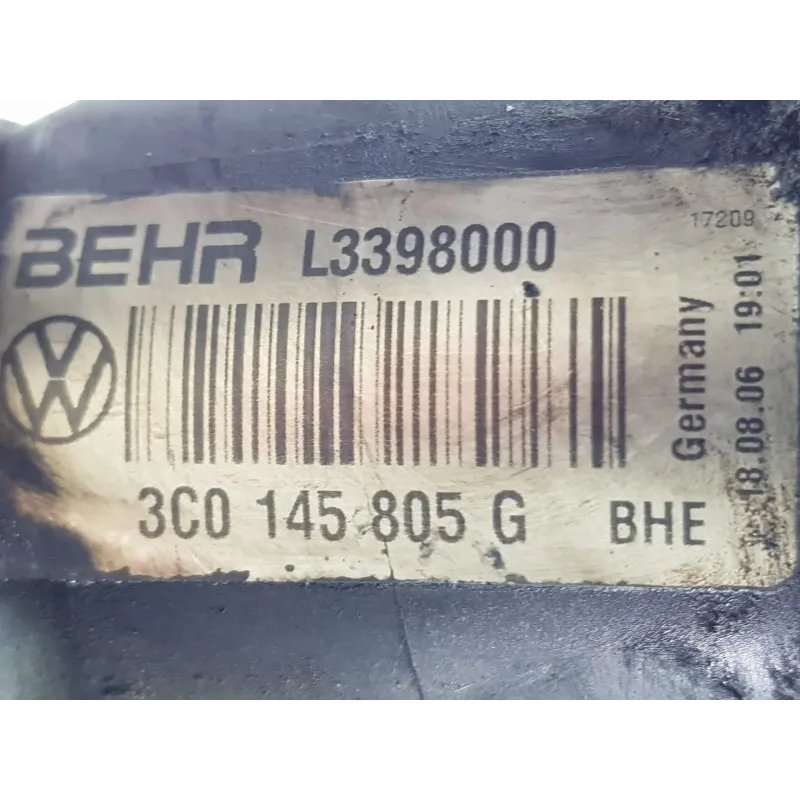 BEHR L3398000
17209
3C0 145 805 G BHE
Germany
18.08.06 19:01